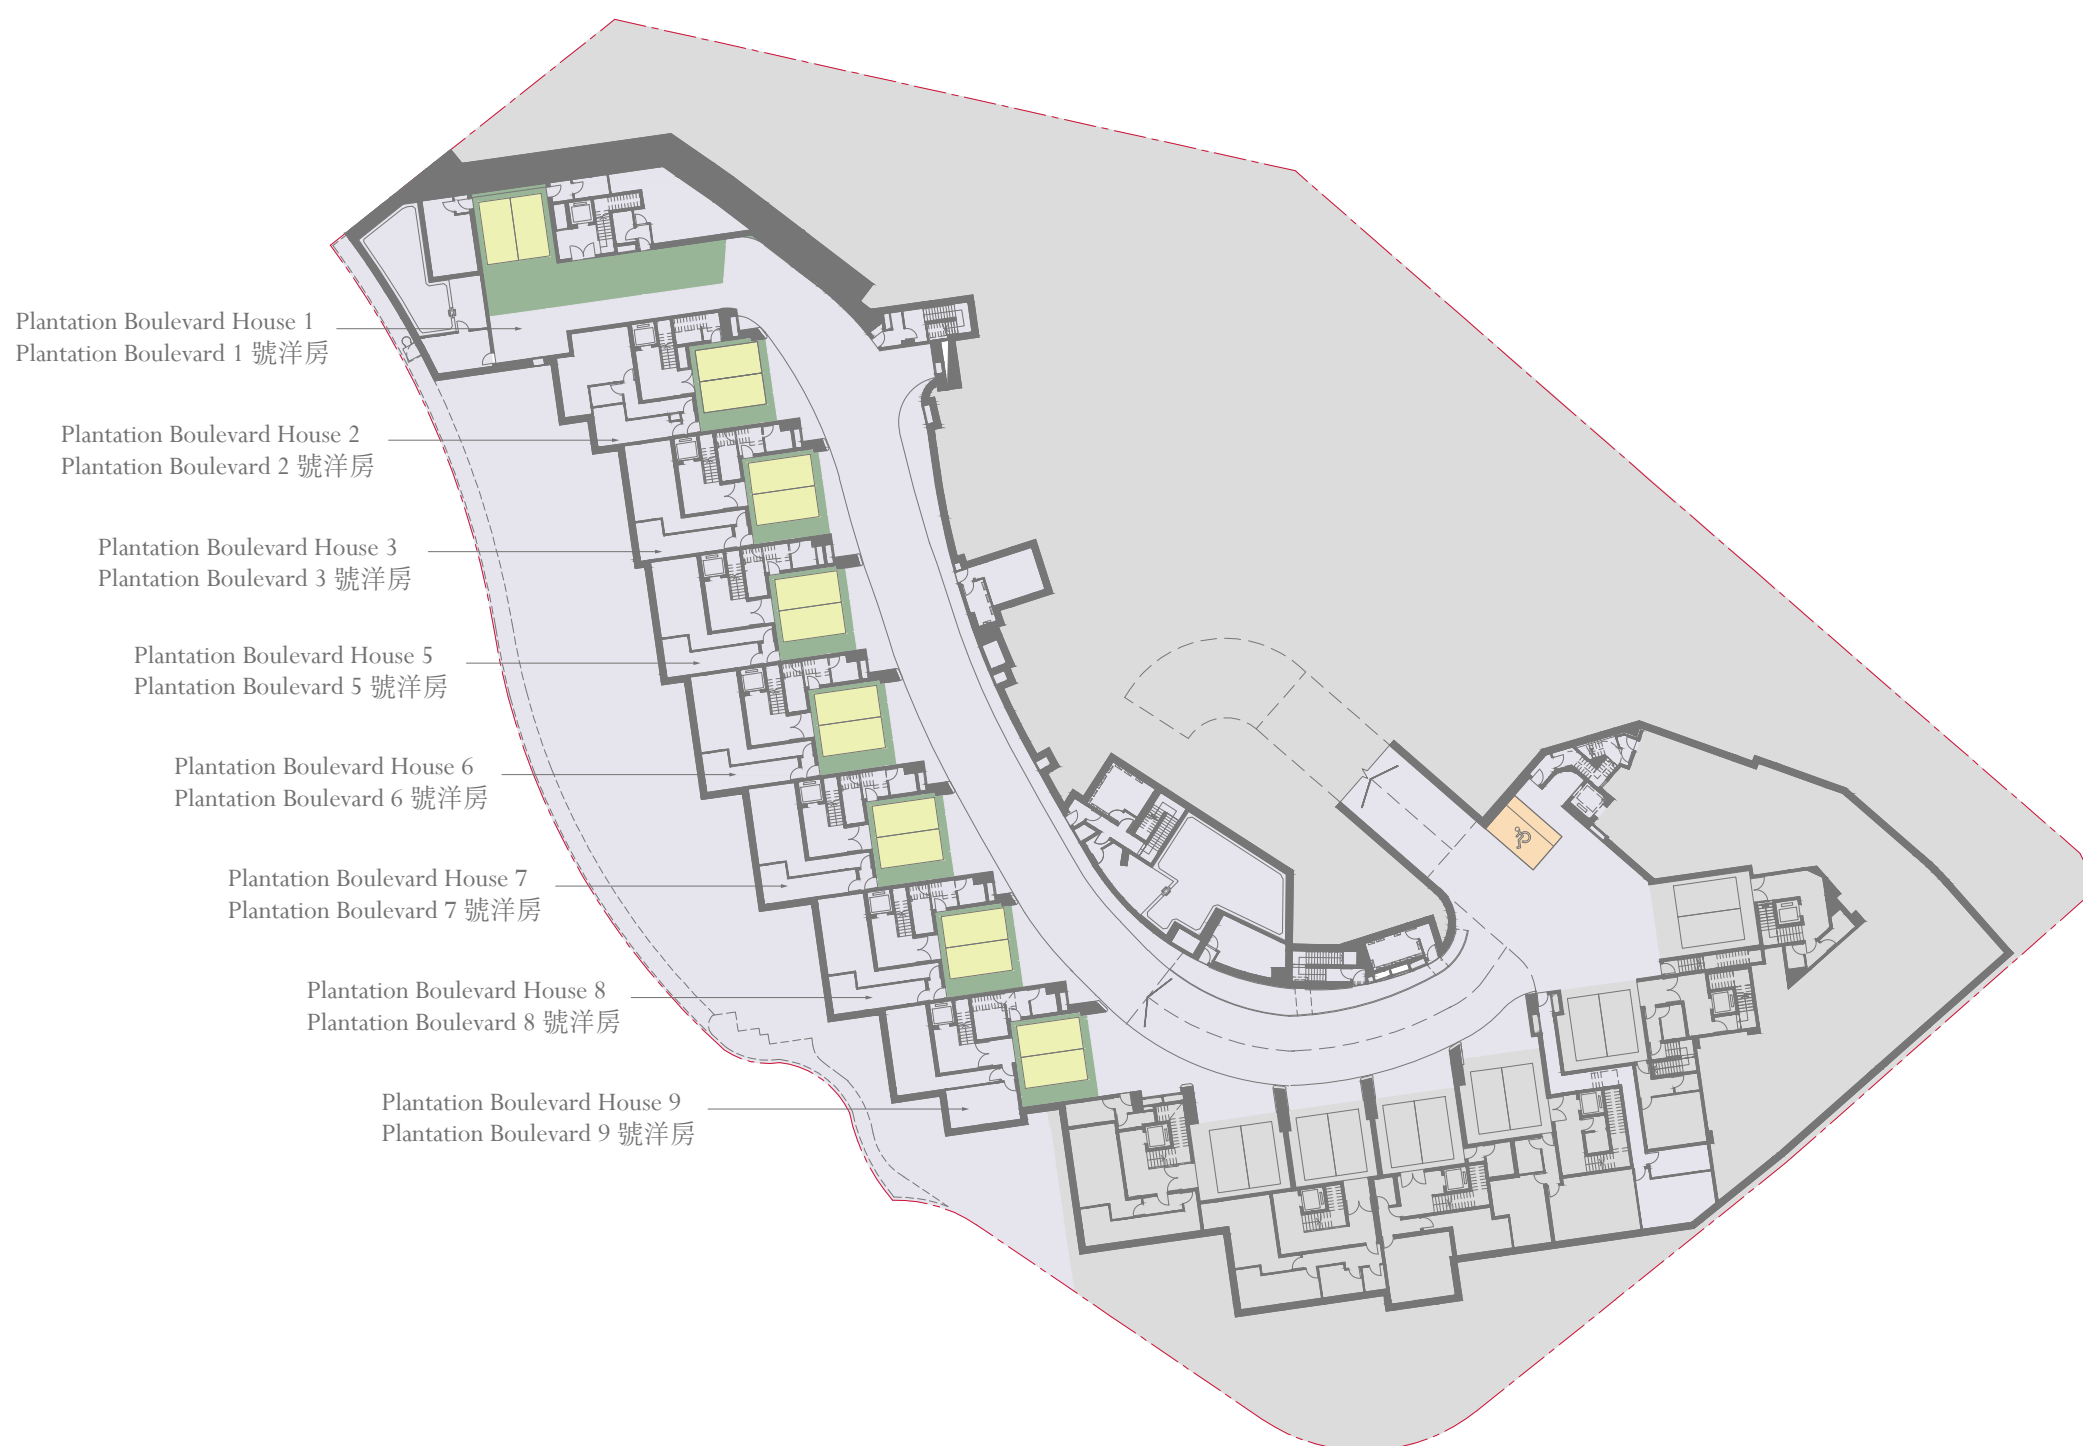 Plantation Boulevard House 1
Plantation Boulevard 1 號洋房
Plantation Boulevard House 2
Plantation Boulevard 2 號洋房
Plantation Boulevard House 3
Plantation Boulevard 3 號洋房
Plantation Boulevard House 5
Plantation Boulevard 5 號洋房
Plantation Boulevard House 6
Plantation Boulevard 6 號洋房
Plantation Boulevard House 7
Plantation Boulevard 7 號洋房
Plantation Boulevard House 8
Plantation Boulevard 8 號洋房
Plantation Boulevard House 9
Plantation Boulevard 9 號洋房